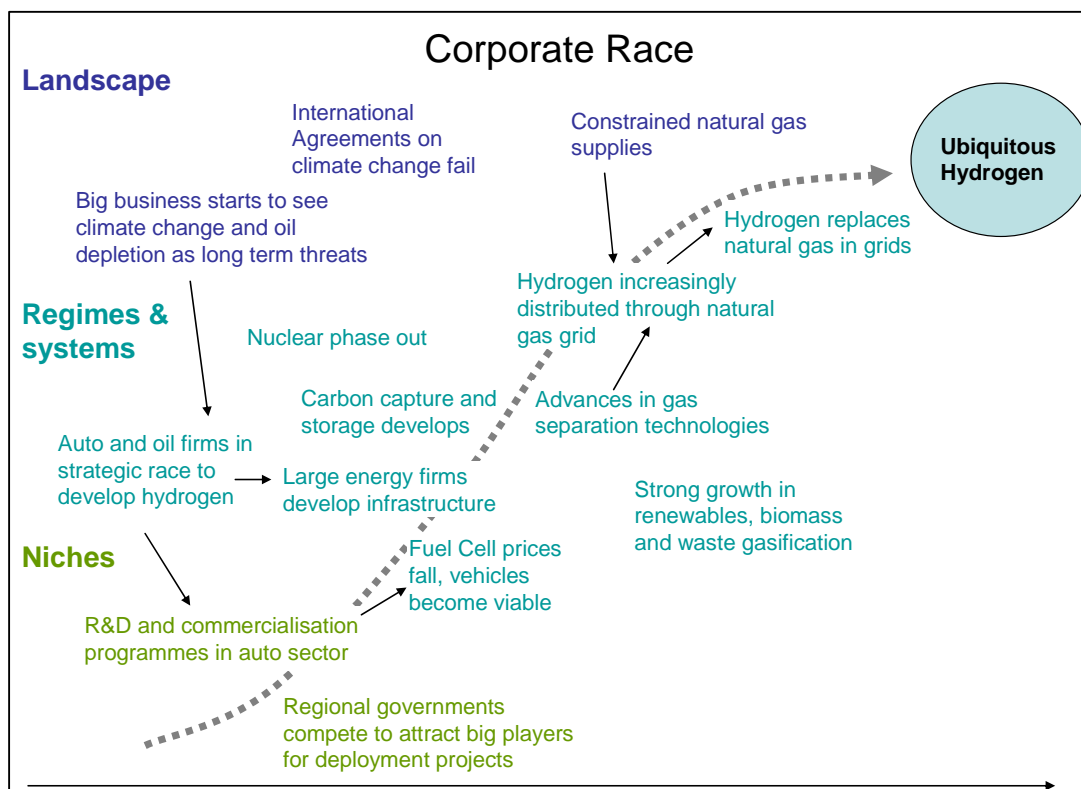 Corporate Race
Landscape
International
Agreements on
climate change fail
Constrained natural gas
supplies
Ubiquitous
Hydrogen
Big business starts to see
climate change and oil
depletion as long term threats
Hydrogen replaces
natural gas in grids
Hydrogen increasingly
distributed through natural
gas grid
Regimes &
systems
Nuclear phase out
Carbon capture and
storage develops
Advances in gas
separation technologies
Auto and oil firms in
strategic race to
develop hydrogen
Large energy firms
develop infrastructure
Strong growth in
renewables, biomass
and waste gasification
Niches
Fuel Cell prices
fall, vehicles
become viable
R&D and commercialisation
programmes in auto sector
Regional governments
compete to attract big players
for deployment projects